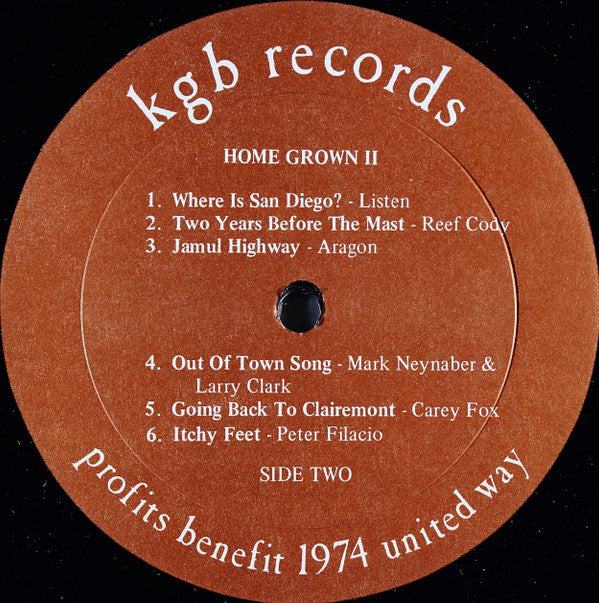 kgb records
HOME GROWN II
1. Where Is San Diego? - Listen
2. Two Years Before The Mast - Reef Cody
3. Jamul Highway - Aragon
4. Out Of Town Song - Mark Neynaber &
Larry Clark
5. Going Back To Clairemont - Carey Fox
6. Itchy Feet - Peter Filacio
SIDE TWO
profits benefit 1974 united way